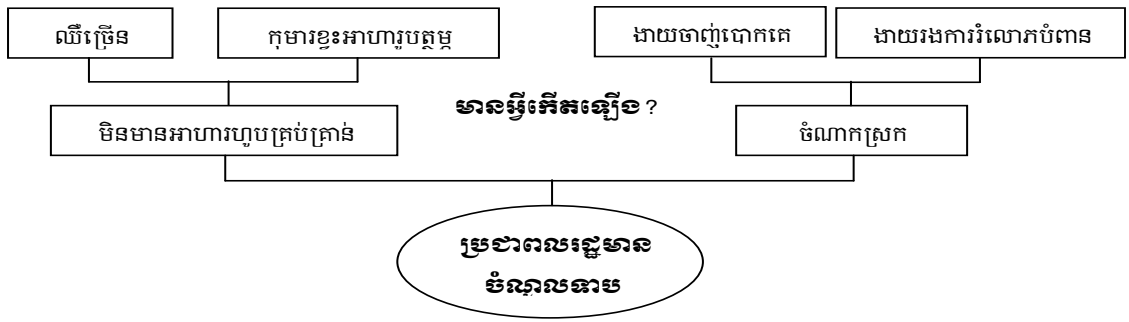 ឈឺច្រើន
កុមារខ្វះអាហារូបត្ថម្ភ
ងាយចាញ់បោកគេ
ងាយរងការរំលោភបំពាន
មានអ្វីកើតឡើង?
មិនមានអាហារហូបគ្រប់គ្រាន់
ចំណាកស្រុក
ប្រជាពលរដ្ឋមាន
ចំណូលទាប